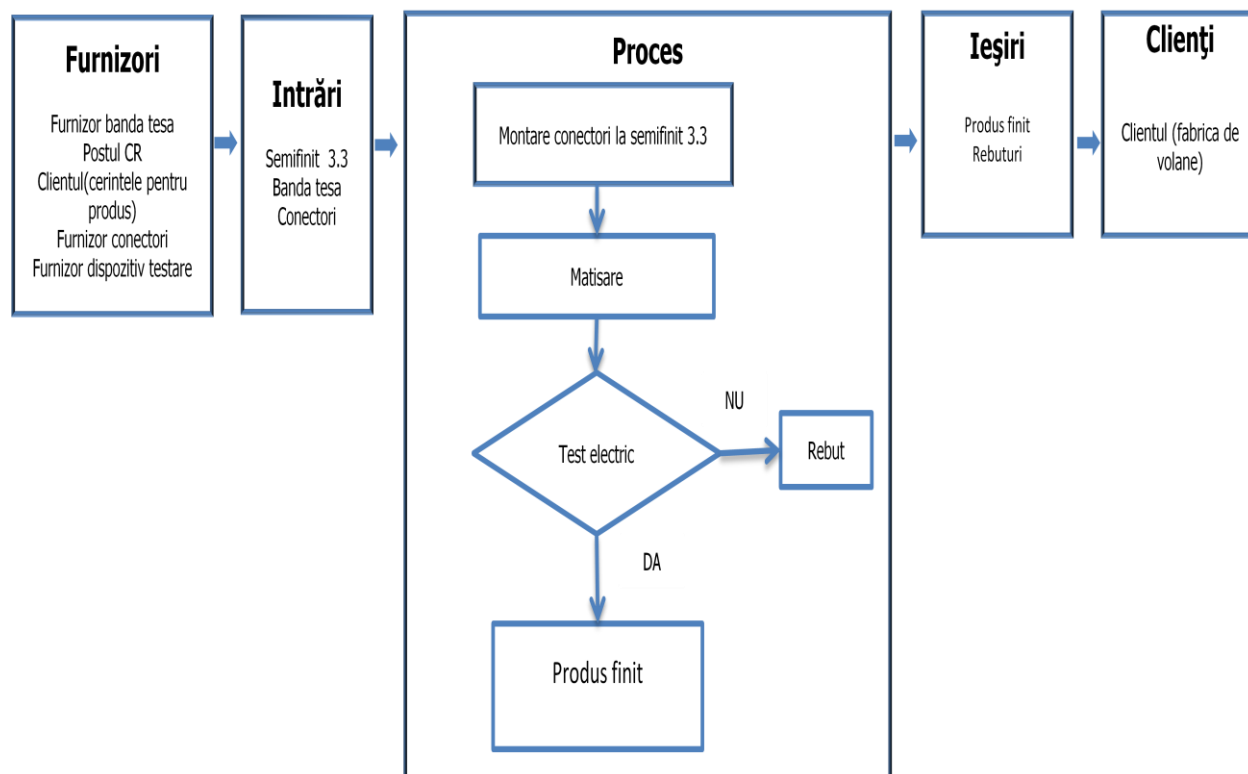 Furnizori
Furnizor banda tesa
Postul CR
Clientul(cerintele pentru
produs)
Furnizor conectori
Furnizor dispozitiv testare
Intrări
Semifinit 3.3
Banda tesa
Conectori
Proces
Montare conectori la semifinit 3.3
Matisare
Test electric
NU
Rebut
DA
Produs finit
Ieşiri
Produs finit
Rebuturi
Clienţi
Clientul (fabrica de
volane)